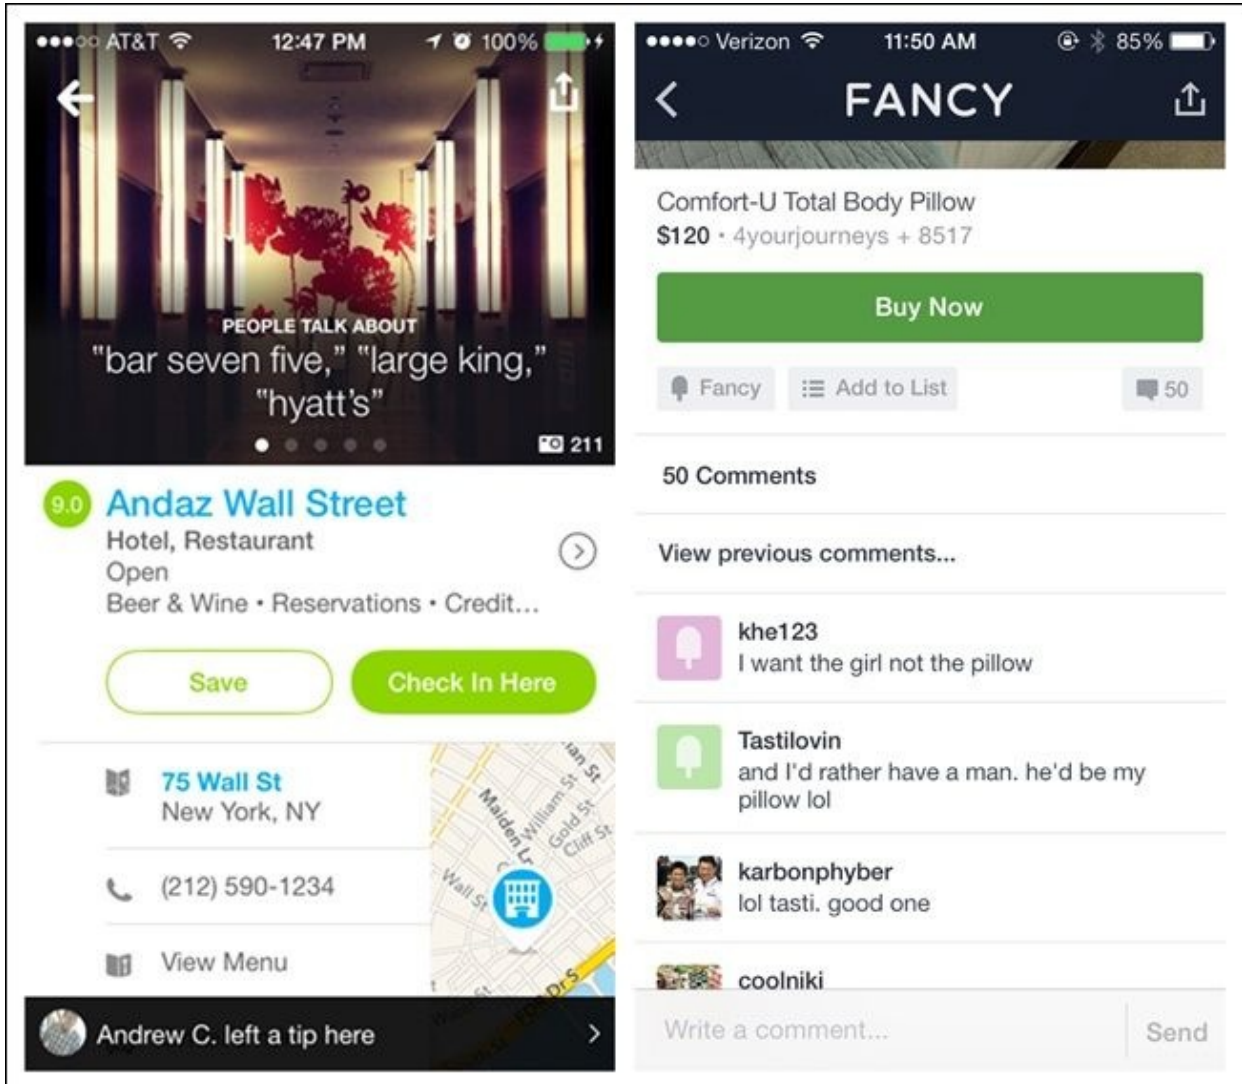 AT&T 12:47 PM 100%
PEOPLE TALK ABOUT
"bar seven five," "large king,"
"hyatt's"
211
9.0 Andaz Wall Street
Hotel, Restaurant
Open
Beer & Wine • Reservations • Credit...
Save Check In Here
75 Wall St
New York, NY
(212) 590-1234
View Menu
Maiden Ln
William St
Gold St
Cliff St
Wall St
Dr S
Andrew C. left a tip here
Verizon 11:50 AM 85%
FANCY
Comfort-U Total Body Pillow
$120 • 4yourjourneys + 8517
Buy Now
Fancy Add to List 50
50 Comments
View previous comments...
khe123
I want the girl not the pillow
Tastilovin
and I'd rather have a man. he'd be my
pillow lol
karbonphyber
lol tasti. good one
coolniki
Write a comment... Send